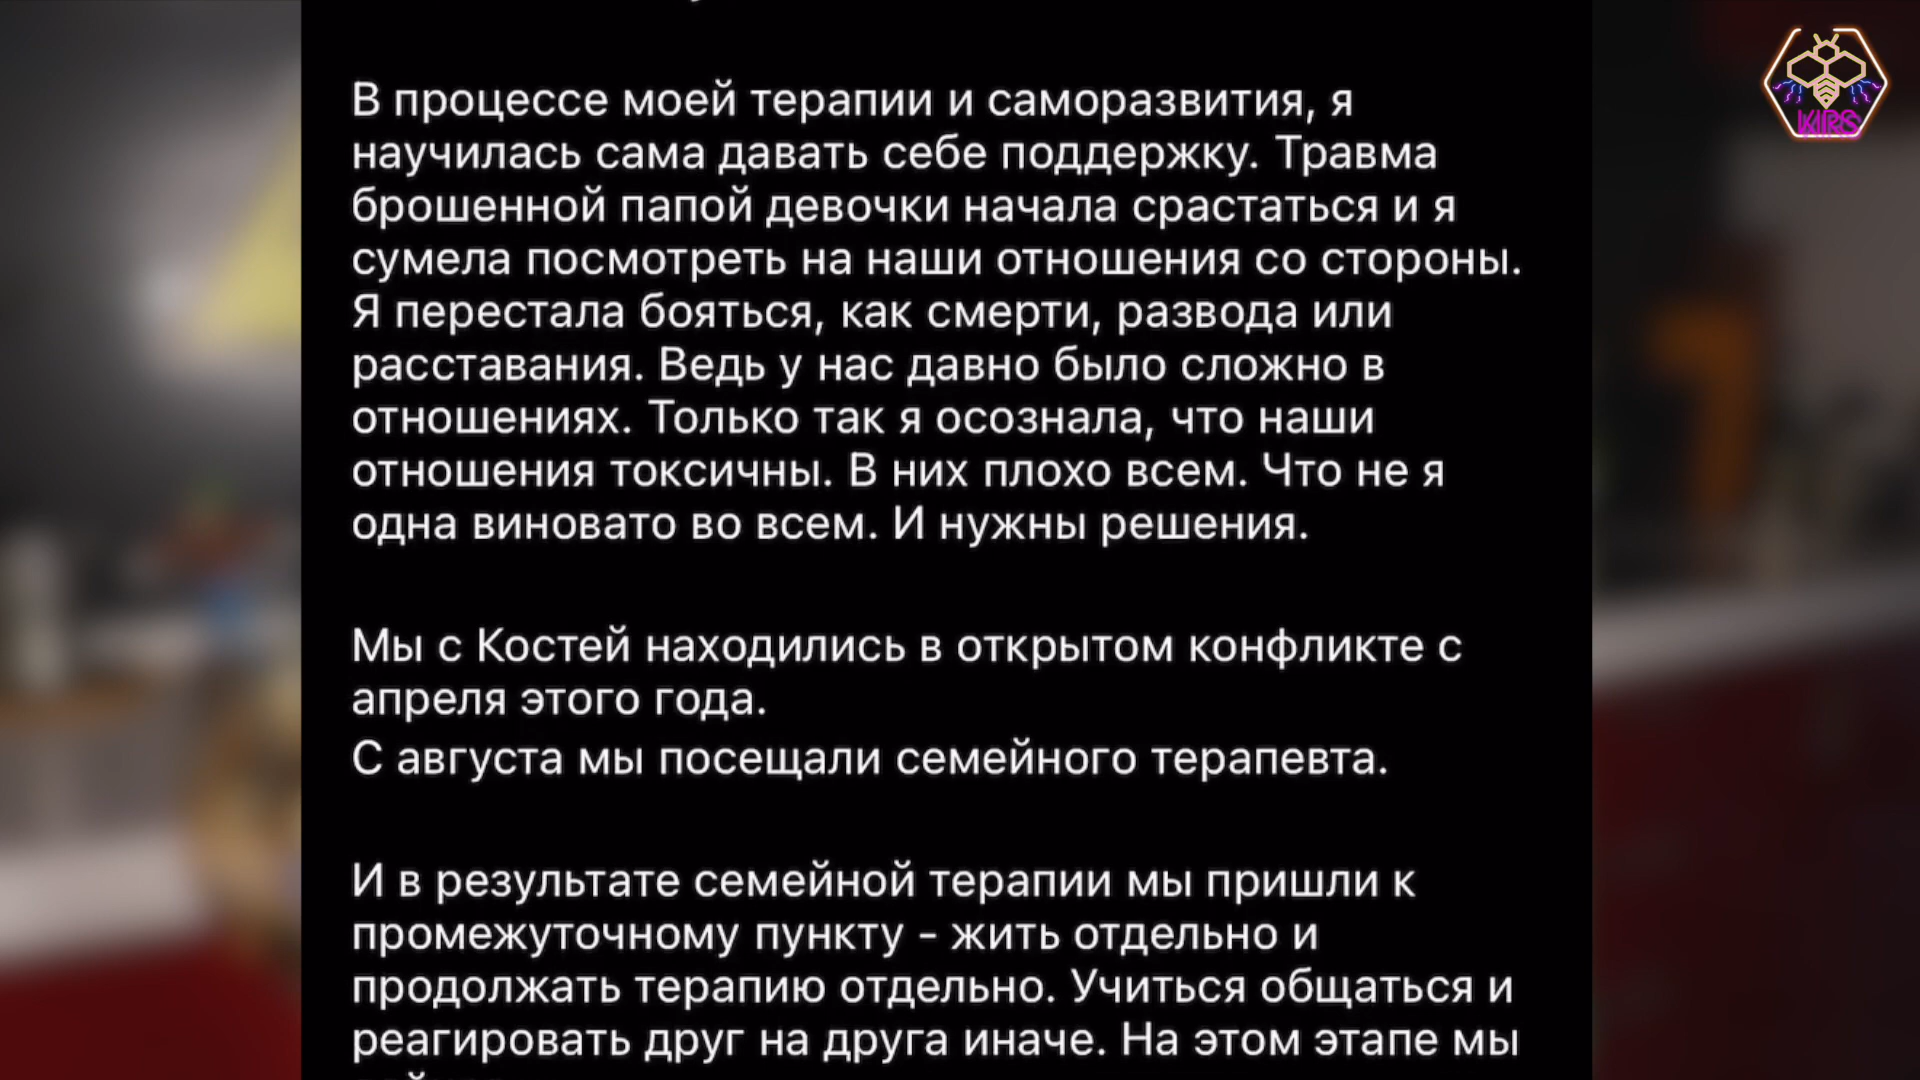 KRS
В процессе моей терапии и саморазвития, я
научилась сама давать себе поддержку. Травма
брошенной папой девочки начала срастаться и я
сумела посмотреть на наши отношения со стороны.
Я перестала бояться, как смерти, развода или
расставания. Ведь у нас давно было сложно в
отношениях. Только так я осознала, что наши
отношения токсичны. В них плохо всем. Что не я
одна виновато во всем. И нужны решения.
Мы с Костей находились в открытом конфликте с
апреля этого года.
С августа мы посещали семейного терапевта.
И в результате семейной терапии мы пришли к
промежуточному пункту - жить отдельно и
продолжать терапию отдельно. Учиться общаться и
реагировать друг на друга иначе. На этом этапе мы